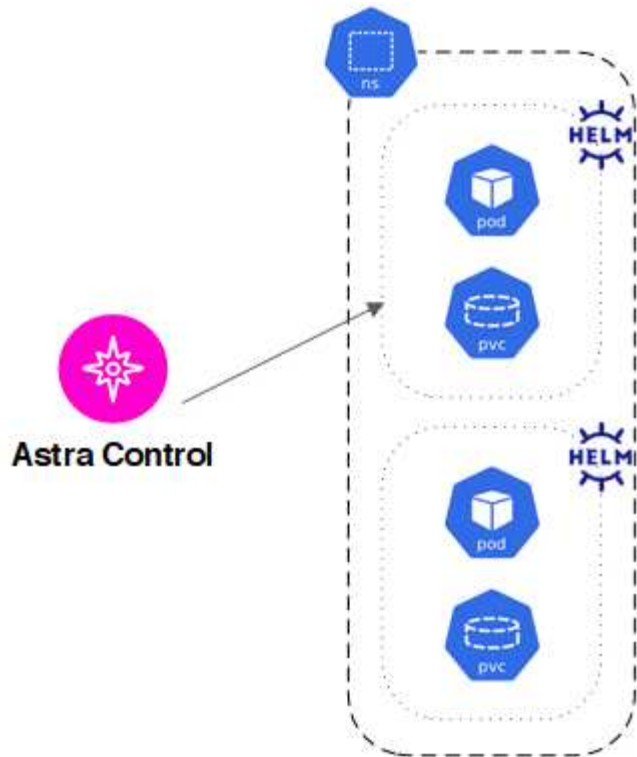 ns
HELM
pod
pvc
Astra Control
HELM
pod
pvc